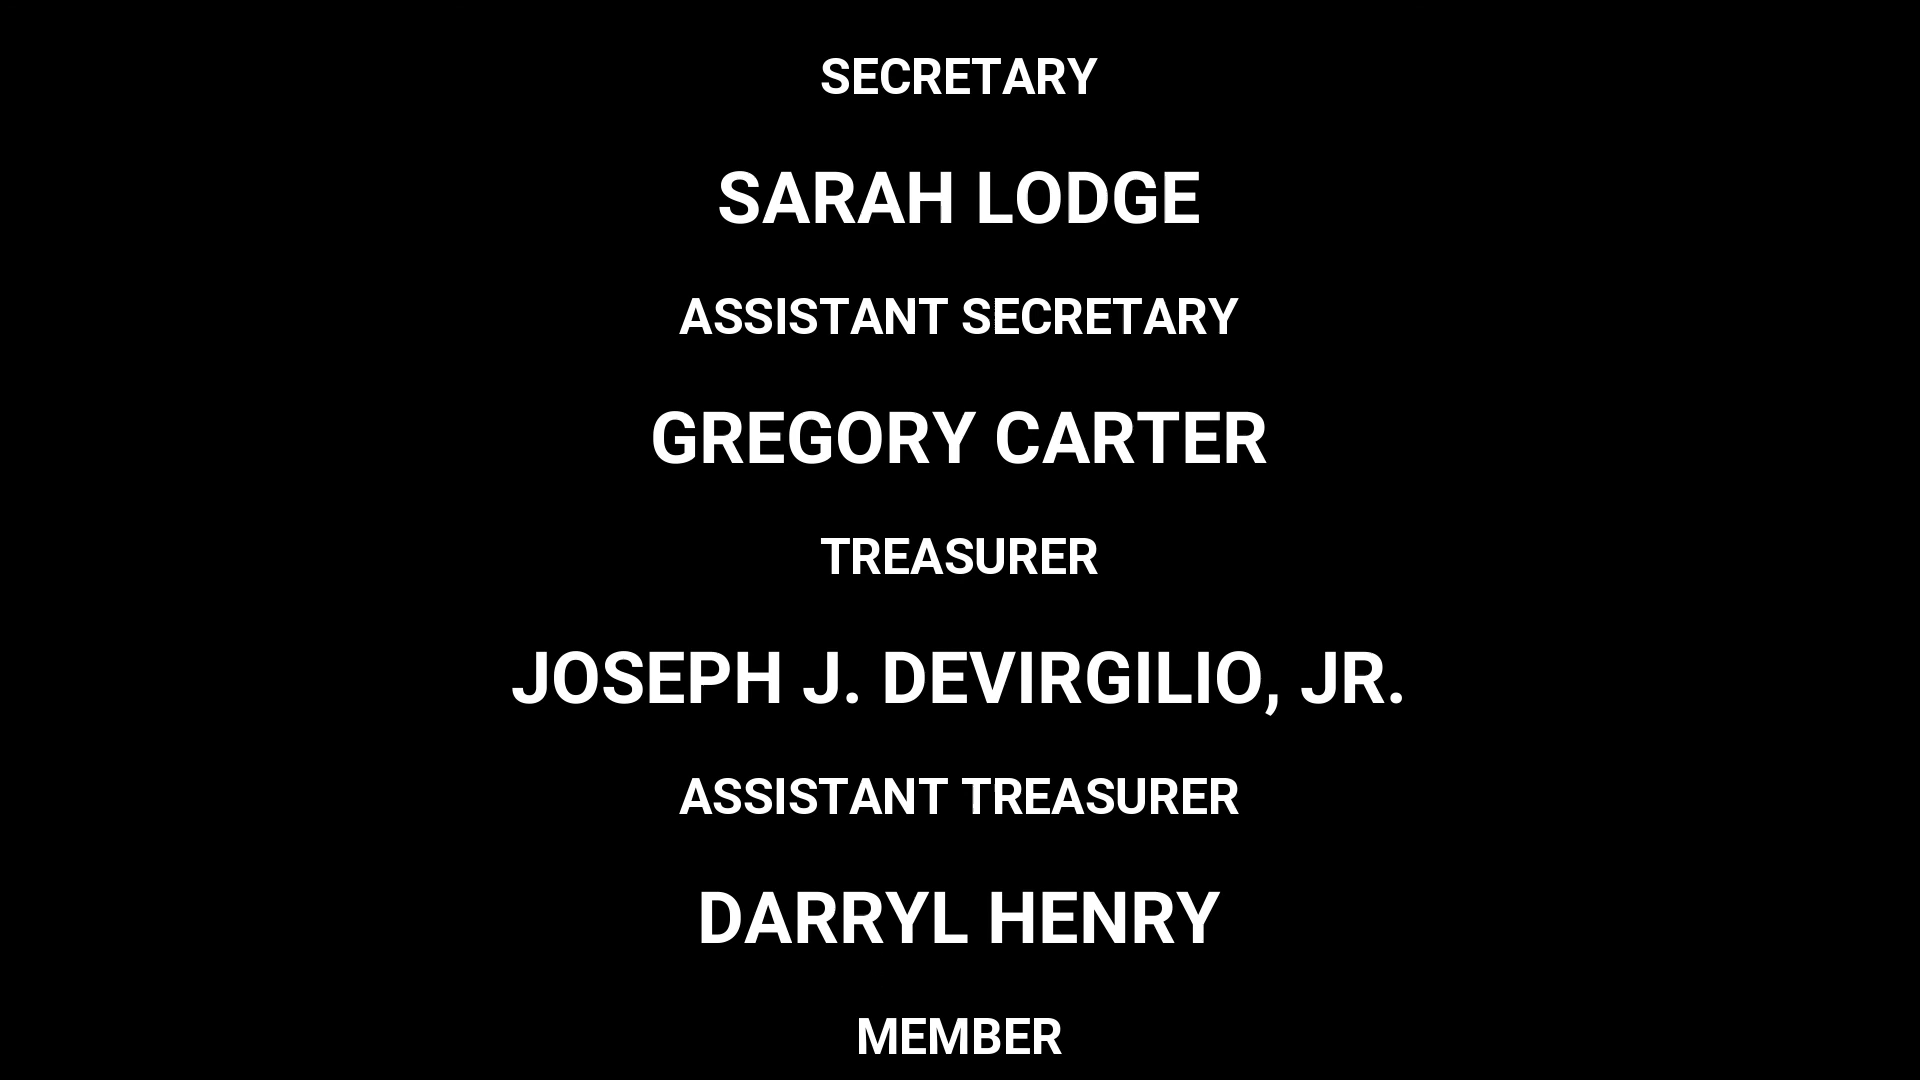 SECRETARY
SARAH LODGE
ASSISTANT SECRETARY
GREGORY CARTER
TREASURER
JOSEPH J. DEVIRGILIO, JR.
ASSISTANT TREASURER
DARRYL HENRY
MEMBER